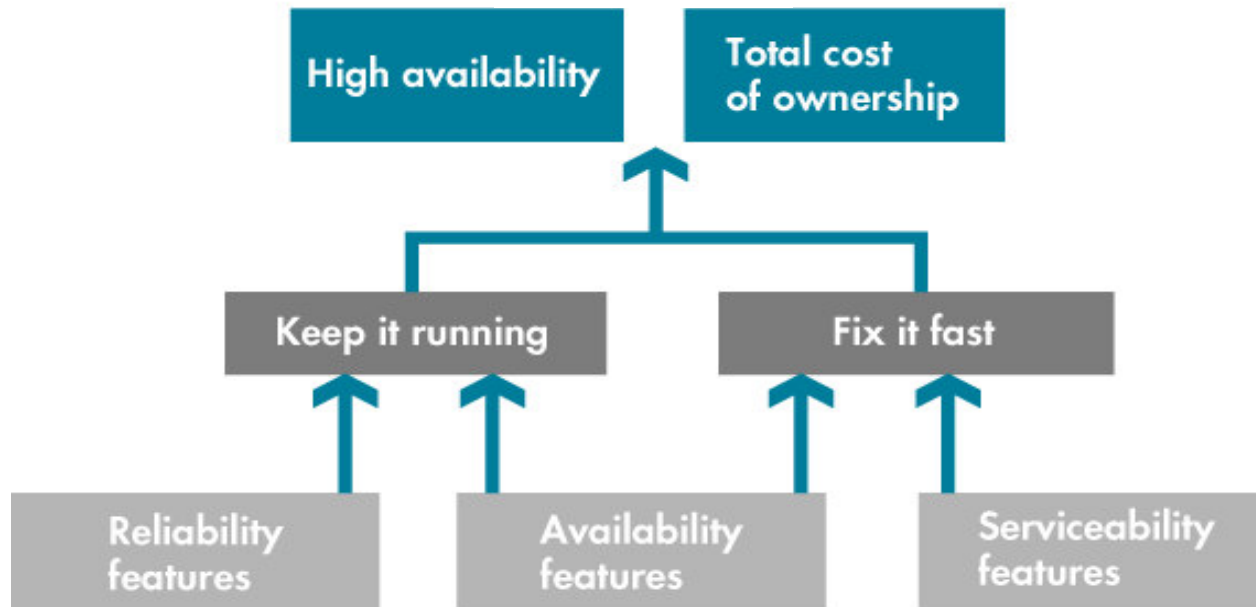 High availability
Total cost
of ownership
Keep it running
Fix it fast
Reliability
features
Availability
features
Serviceability
features